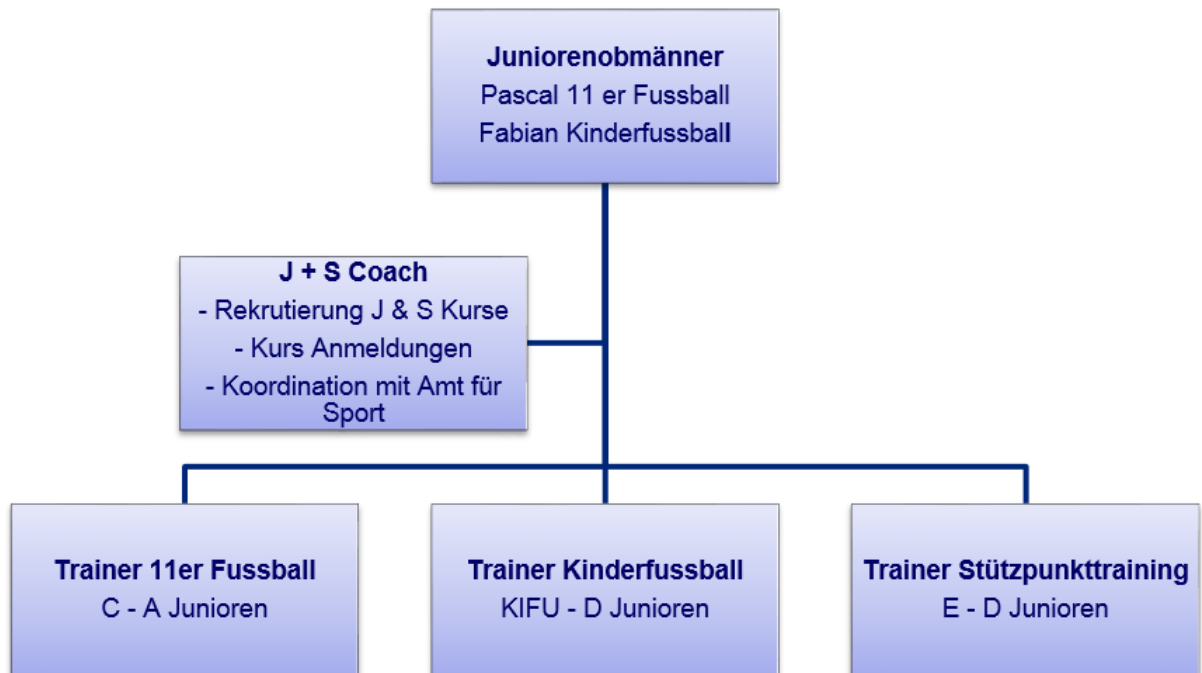 Juniorenobmänner
Pascal 11 er Fussball
Fabian Kinderfussball
J + S Coach
- Rekrutierung J & S Kurse
- Kurs Anmeldungen
- Koordination mit Amt für
Sport
Trainer 11er Fussball
C - A Junioren
Trainer Kinderfussball
KIFU - D Junioren
Trainer Stützpunkttraining
E - D Junioren